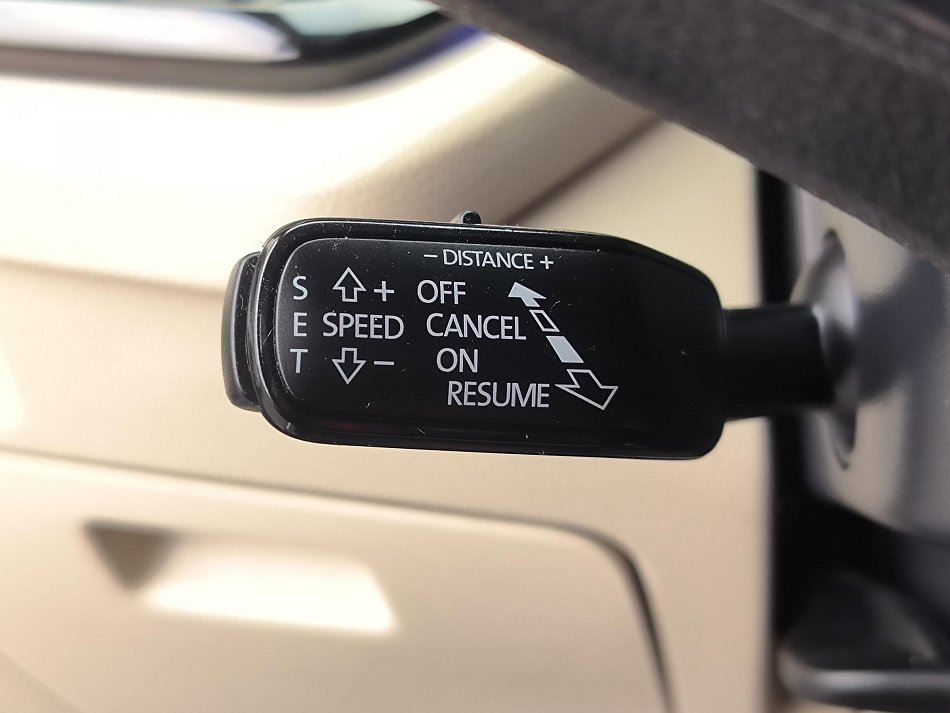 − DISTANCE +
S + OFF
E SPEED CANCEL
T − ON
RESUME